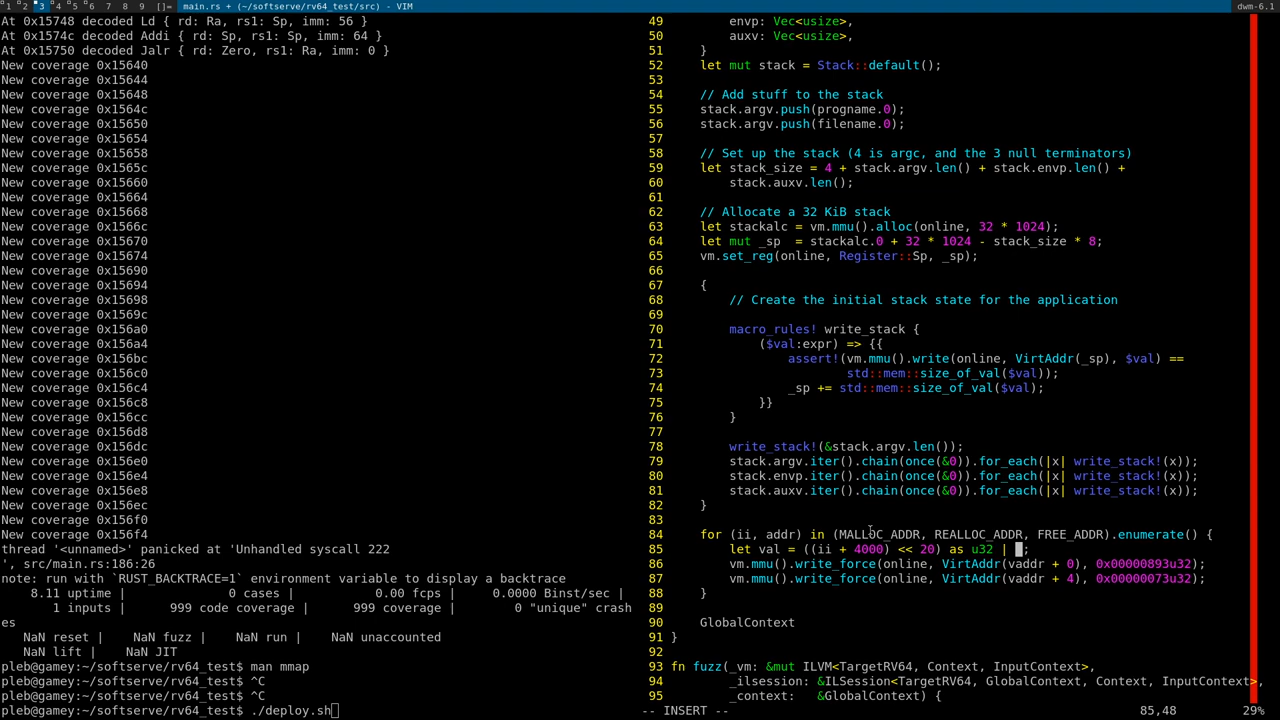 1 2 3 4 5 6 7 8 9 []= main.rs + (~/softserve/rv64_test/src) - VIM dwm-6.1
At 0x15748 decoded Ld { rd: Ra, rs1: Sp, imm: 56 }
At 0x1574c decoded Addi { rd: Sp, rs1: Sp, imm: 64 }
At 0x15750 decoded Jalr { rd: Zero, rs1: Ra, imm: 0 }
New coverage 0x15640
New coverage 0x15644
New coverage 0x15648
New coverage 0x1564c
New coverage 0x15650
New coverage 0x15654
New coverage 0x15658
New coverage 0x1565c
New coverage 0x15660
New coverage 0x15664
New coverage 0x15668
New coverage 0x1566c
New coverage 0x15670
New coverage 0x15674
New coverage 0x15690
New coverage 0x15694
New coverage 0x15698
New coverage 0x1569c
New coverage 0x156a0
New coverage 0x156a4
New coverage 0x156bc
New coverage 0x156c0
New coverage 0x156c4
New coverage 0x156c8
New coverage 0x156cc
New coverage 0x156d8
New coverage 0x156dc
New coverage 0x156e0
New coverage 0x156e4
New coverage 0x156e8
New coverage 0x156ec
New coverage 0x156f0
New coverage 0x156f4
thread '<unnamed>' panicked at 'Unhandled syscall 222
', src/main.rs:186:26
note: run with `RUST_BACKTRACE=1` environment variable to display a backtrace
8.11 uptime | 0 cases | 0.00 fcps | 0.0000 Binst/sec |
1 inputs | 999 code coverage | 999 coverage | 0 "unique" crash
es
NaN reset | NaN fuzz | NaN run | NaN unaccounted
NaN lift | NaN JIT
pleb@gamey:~/softserve/rv64_test$ man mmap
pleb@gamey:~/softserve/rv64_test$ ^C
pleb@gamey:~/softserve/rv64_test$ ^C
pleb@gamey:~/softserve/rv64_test$ ./deploy.sh
49 envp: Vec<usize>,
50 auxv: Vec<usize>,
51 }
52 let mut stack = Stack::default();
53
54 // Add stuff to the stack
55 stack.argv.push(progname.0);
56 stack.argv.push(filename.0);
57
58 // Set up the stack (4 is argc, and the 3 null terminators)
59 let stack_size = 4 + stack.argv.len() + stack.envp.len() +
60 stack.auxv.len();
61
62 // Allocate a 32 KiB stack
63 let stackalc = vm.mmu().alloc(online, 32 * 1024);
64 let mut _sp = stackalc.0 + 32 * 1024 - stack_size * 8;
65 vm.set_reg(online, Register::Sp, _sp);
66
67 {
68 // Create the initial stack state for the application
69
70 macro_rules! write_stack {
71 ($val:expr) => {{
72 assert!(vm.mmu().write(online, VirtAddr(_sp), $val) ==
73 std::mem::size_of_val($val));
74 _sp += std::mem::size_of_val($val);
75 }}
76 }
77
78 write_stack!(&stack.argv.len());
79 stack.argv.iter().chain(once(&0)).for_each(|x| write_stack!(x));
80 stack.envp.iter().chain(once(&0)).for_each(|x| write_stack!(x));
81 stack.auxv.iter().chain(once(&0)).for_each(|x| write_stack!(x));
82 }
83
84 for (ii, addr) in (MALLOC_ADDR, REALLOC_ADDR, FREE_ADDR).enumerate() {
85 let val = ((ii + 4000) << 20) as u32 | ;
86 vm.mmu().write_force(online, VirtAddr(vaddr + 0), 0x00000893u32);
87 vm.mmu().write_force(online, VirtAddr(vaddr + 4), 0x00000073u32);
88 }
89
90 GlobalContext
91 }
92
93 fn fuzz(_vm: &mut ILVM<TargetRV64, Context, InputContext>,
94 _ilsession: &ILSession<TargetRV64, GlobalContext, Context, InputContext>,
95 _context: &GlobalContext) {
-- INSERT -- 85,48 29%